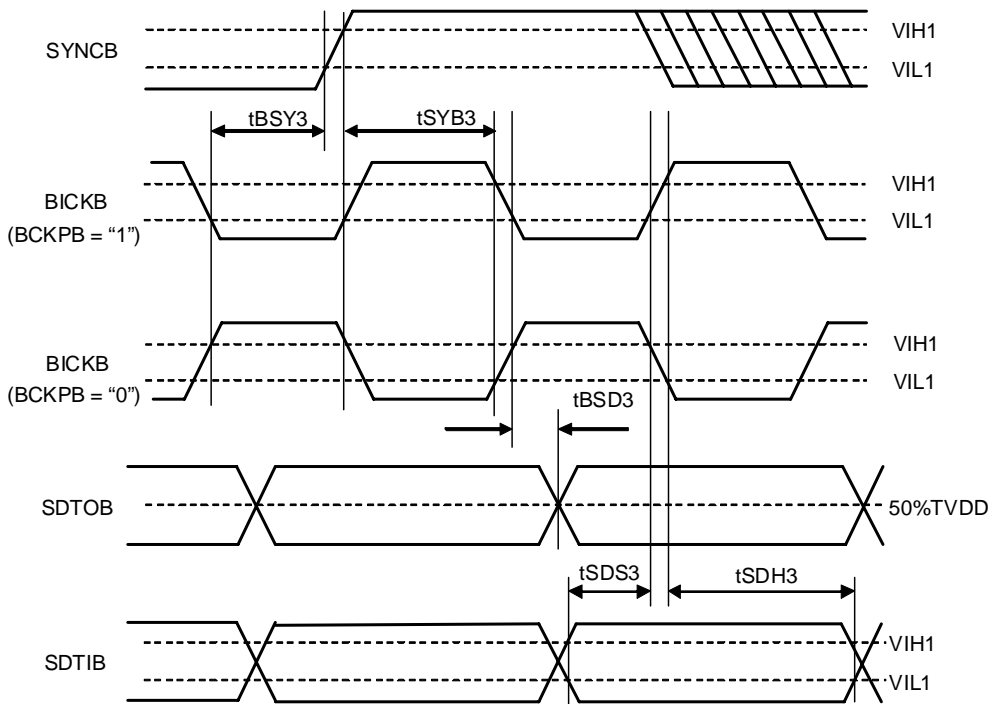 SYNCB
VIH1
VIL1
tBSY3
tSYB3
BICKB
(BCKPB = “1”)
VIH1
VIL1
BICKB
(BCKPB = “0”)
VIH1
VIL1
tBSD3
SDTOB
50%TVDD
tSDS3
tSDH3
SDTIB
VIH1
VIL1